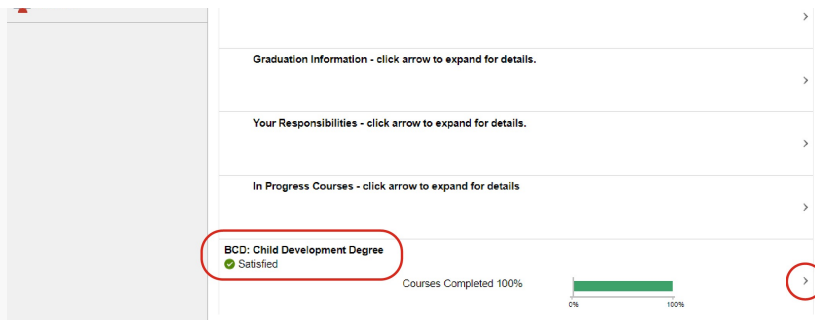 Graduation Information - click arrow to expand for details.
Your Responsibilities - click arrow to expand for details.
In Progress Courses - click arrow to expand for details
BCD: Child Development Degree
Satisfied
Courses Completed 100%
0% 100%